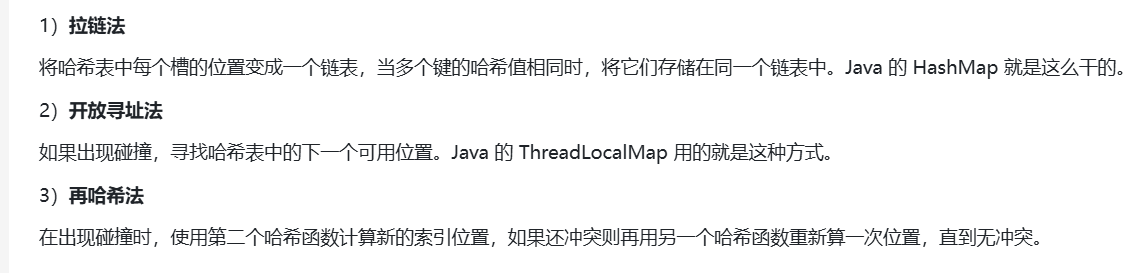 1）拉链法
将哈希表中每个槽的位置变成一个链表，当多个键的哈希值相同时，将它们存储在同一个链表中。Java 的 HashMap 就是这么干的。
2）开放寻址法
如果出现碰撞，寻找哈希表中的下一个可用位置。Java 的 ThreadLocalMap 用的就是这种方式。
3）再哈希法
在出现碰撞时，使用第二个哈希函数计算新的索引位置，如果还冲突则再用另一个哈希函数重新算一次位置，直到无冲突。